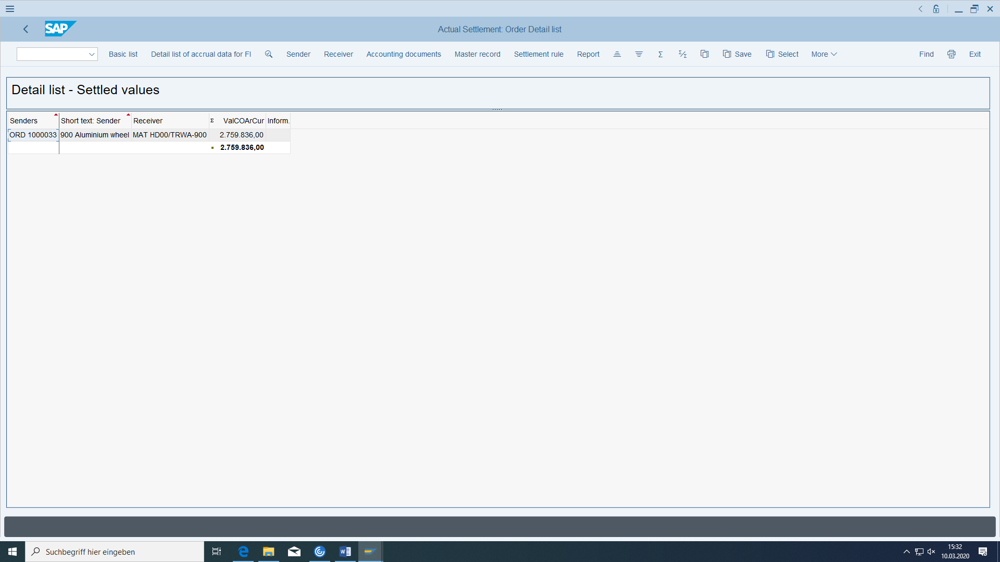 SAP
Actual Settlement: Order Detail list
Basic list Detail list of accrual data for FI Sender Receiver Accounting documents Master record Settlement rule Report Σ Save Select More Find Exit
Detail list - Settled values
Senders Short text: Sender Receiver Σ ValCOArCur Inform.
ORD 1000033 900 Aluminium wheel MAT HD00/TRWA-900 2.759.836,00
2.759.836,00
Suchbegriff hier eingeben
15:32
10.03.2020